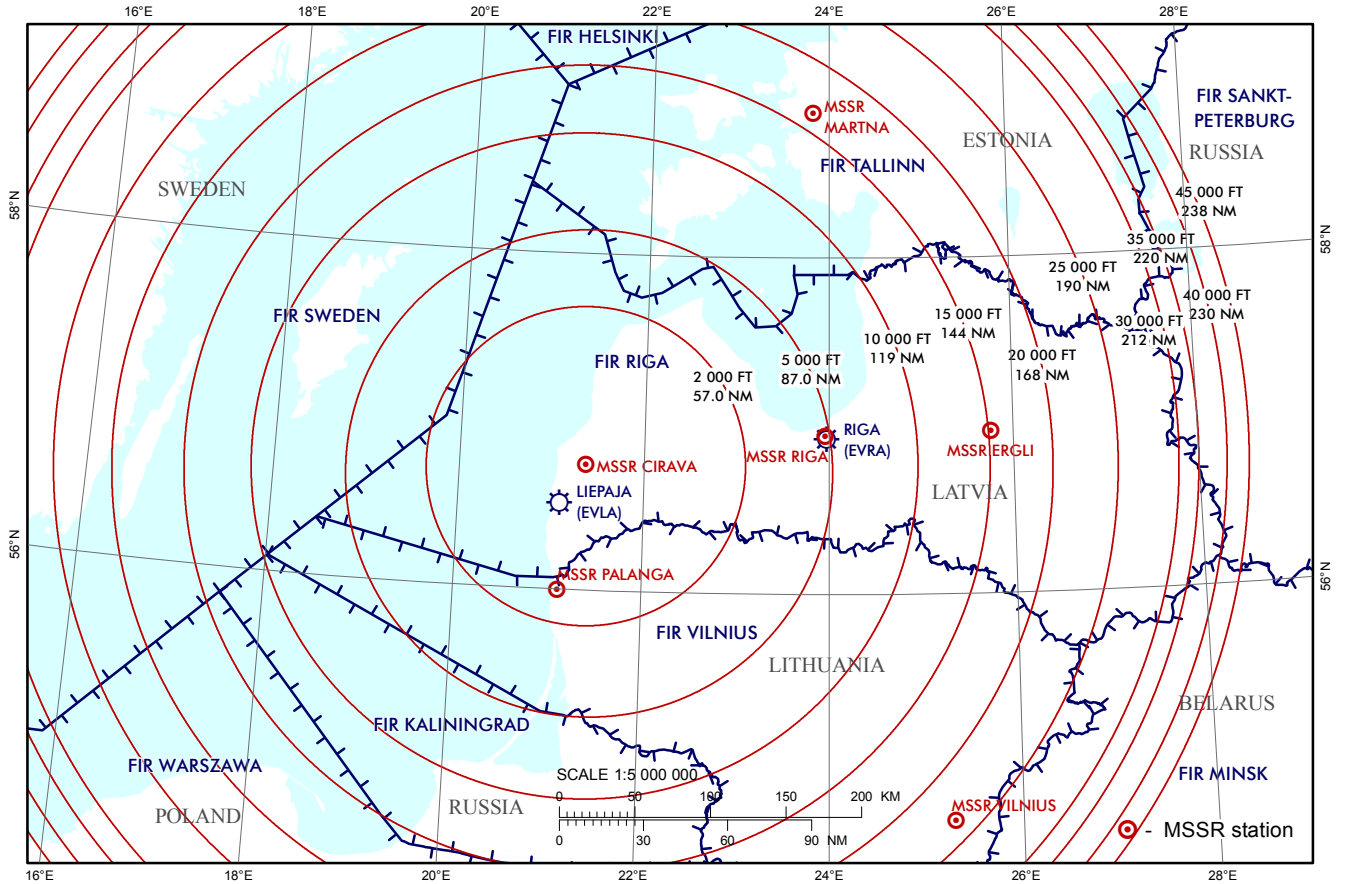 16°E
18°E
20°E
22°E
24°E
26°E
28°E
FIR HELSINKI
MSSR
MARTNA
FIR SANKT-
PETERBURG
ESTONIA
RUSSIA
FIR TALLINN
SWEDEN
45 000 FT
238 NM
58°N
58°N
35 000 FT
220 NM
25 000 FT
190 NM
40 000 FT
230 NM
FIR SWEDEN
15 000 FT
144 NM
30 000 FT
212 NM
10 000 FT
119 NM
20 000 FT
168 NM
FIR RIGA
5 000 FT
87.0 NM
2 000 FT
57.0 NM
RIGA
(EVRA)
MSSR RIGA
MSSR ERGLI
MSSR CIRAVA
LATVIA
LIEPAJA
(EVLA)
56°N
56°N
MSSR PALANGA
FIR VILNIUS
LITHUANIA
BELARUS
FIR KALININGRAD
FIR WARSZAWA
FIR MINSK
SCALE 1:5 000 000
0 50 100 150 200 KM
POLAND
RUSSIA
MSSR VILNIUS
0 30 60 90 NM
- MSSR station
16°E
18°E
20°E
22°E
24°E
26°E
28°E